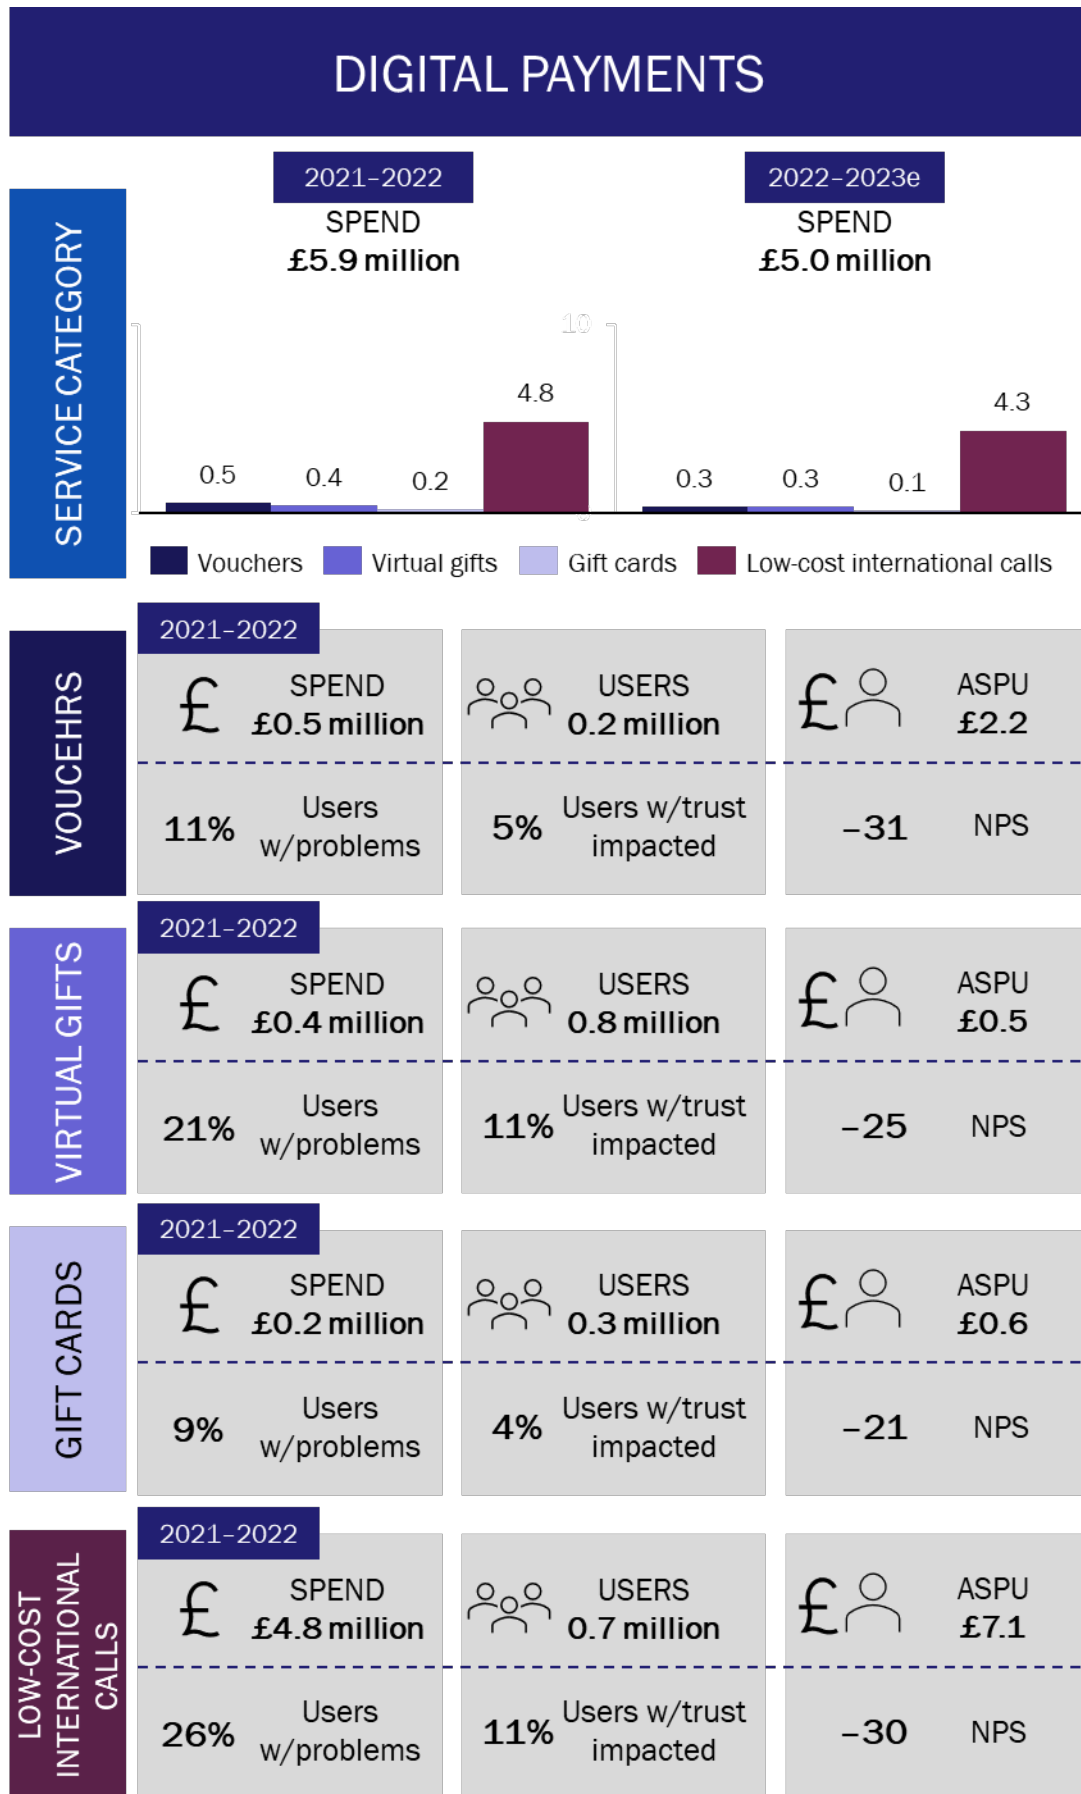 DIGITAL PAYMENTS
2021–2022
SPEND
£5.9 million
2022–2023e
SPEND
£5.0 million
SERVICE CATEGORY
10
0.5
0.4
0.2
4.8
0.3
0.3
0.1
4.3
Vouchers
Virtual gifts
Gift cards
Low-cost international calls
VOUCEHRS
2021–2022
£
SPEND
£0.5 million
USERS
0.2 million
£
ASPU
£2.2
11%
Users
w/problems
5%
Users w/trust
impacted
–31
NPS
VIRTUAL GIFTS
2021–2022
£
SPEND
£0.4 million
USERS
0.8 million
£
ASPU
£0.5
21%
Users
w/problems
11%
Users w/trust
impacted
–25
NPS
GIFT CARDS
2021–2022
£
SPEND
£0.2 million
USERS
0.3 million
£
ASPU
£0.6
9%
Users
w/problems
4%
Users w/trust
impacted
–21
NPS
LOW-COST
INTERNATIONAL
CALLS
2021–2022
£
SPEND
£4.8 million
USERS
0.7 million
£
ASPU
£7.1
26%
Users
w/problems
11%
Users w/trust
impacted
–30
NPS